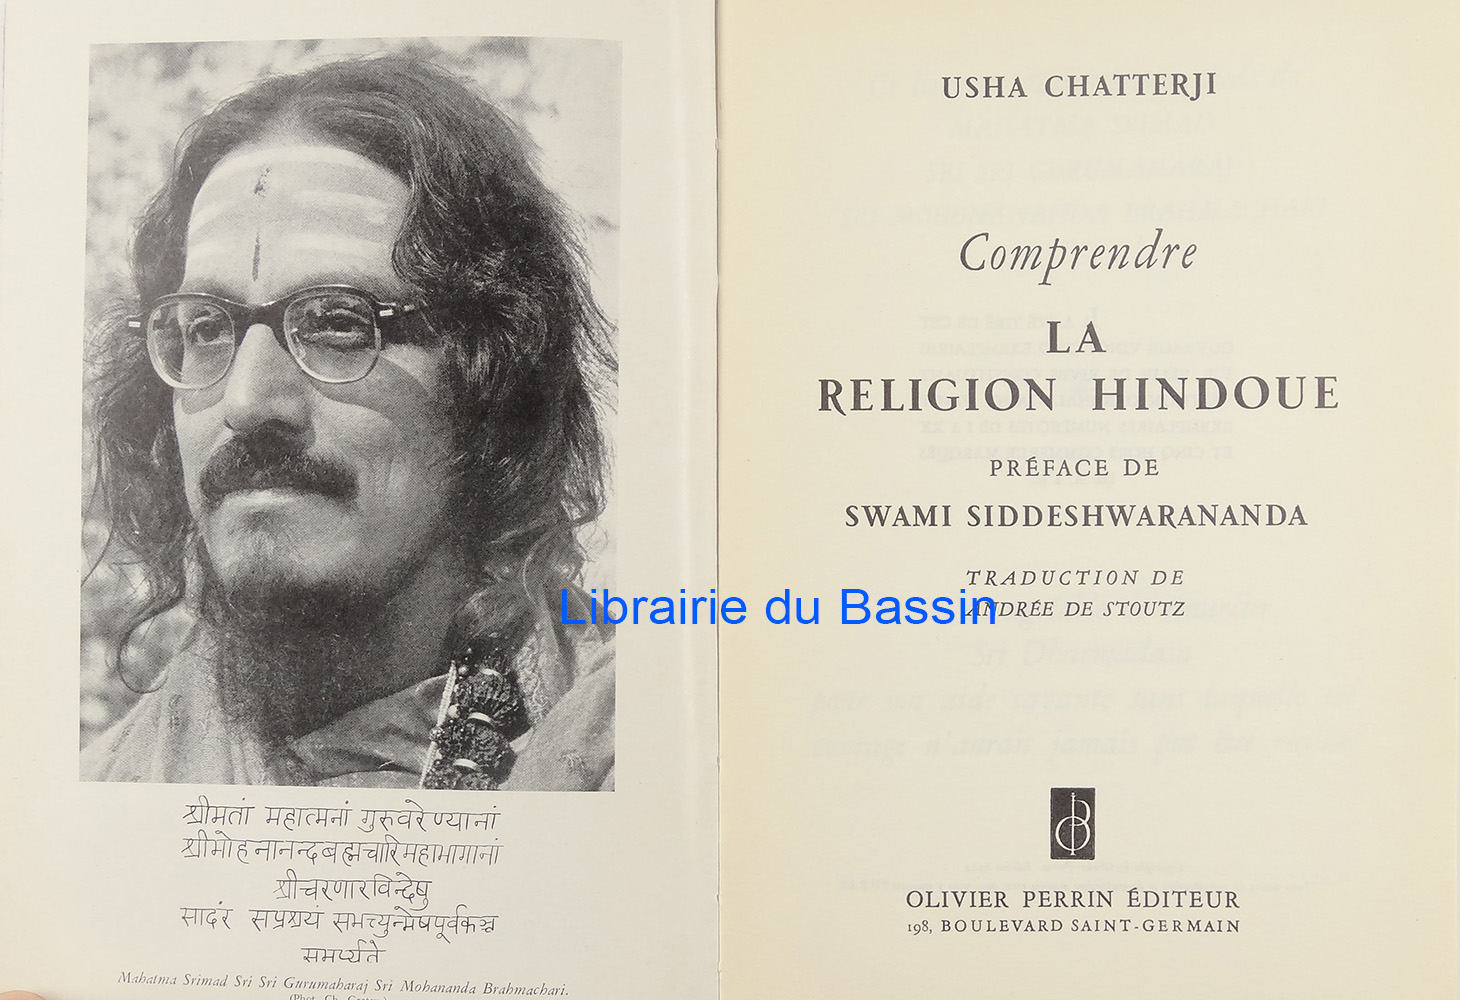 श्रीमतां महात्मनां गुरुवरेण्यानां
श्रीमोहनानन्दब्रह्मचारिमहाभागानां
श्रीचरणारविन्देषु
सादरं सप्रश्रयं सभक्त्युन्मेषपूर्वकञ्च
समर्प्यते
Mahatma Srimad Sri Sri Gurumaharaj Sri Mohananda Brahmachari.
(Phot. Ch.
USHA CHATTERJI
Comprendre
LA
RELIGION HINDOUE
PRÉFACE DE
SWAMI SIDDESHWARANANDA
TRADUCTION DE
ANDRÉE DE STOUTZ
Librairie du Bassin
OLIVIER PERRIN ÉDITEUR
198, BOULEVARD SAINT-GERMAIN